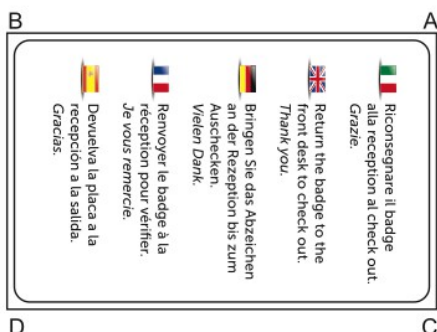 B
A
Riconsegnare il badge
alla reception al check out.
Grazie.
Return the badge to the
front desk to check out.
Thank you.
Bringen Sie das Abzeichen
an der Rezeption bis zum
Auschecken.
Vielen Dank.
Renvoyer le badge à la
réception pour vérifier.
Je vous remercie.
Devuelva la placa a la
recepción a la salida.
Gracias.
D
C